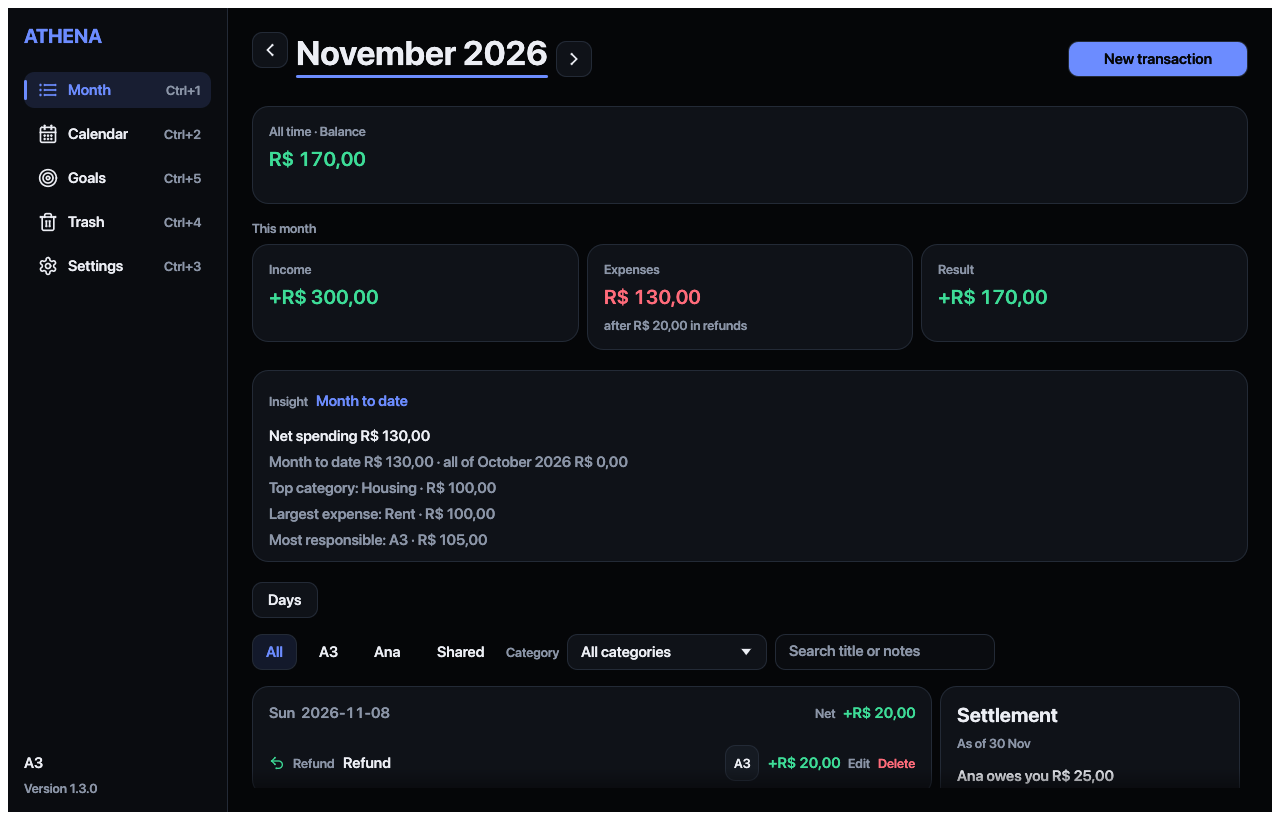 ATHENA
Month Ctrl+1
Calendar Ctrl+2
Goals Ctrl+5
Trash Ctrl+4
Settings Ctrl+3
A3
Version 1.3.0
November 2026
New transaction
All time · Balance
R$ 170,00
This month
Income
+R$ 300,00
Expenses
R$ 130,00
after R$ 20,00 in refunds
Result
+R$ 170,00
Insight Month to date
Net spending R$ 130,00
Month to date R$ 130,00 · all of October 2026 R$ 0,00
Top category: Housing · R$ 100,00
Largest expense: Rent · R$ 100,00
Most responsible: A3 · R$ 105,00
Days
All A3 Ana Shared Category All categories Search title or notes
Sun 2026-11-08 Net +R$ 20,00
Refund Refund A3 +R$ 20,00 Edit Delete
Settlement
As of 30 Nov
Ana owes you R$ 25,00